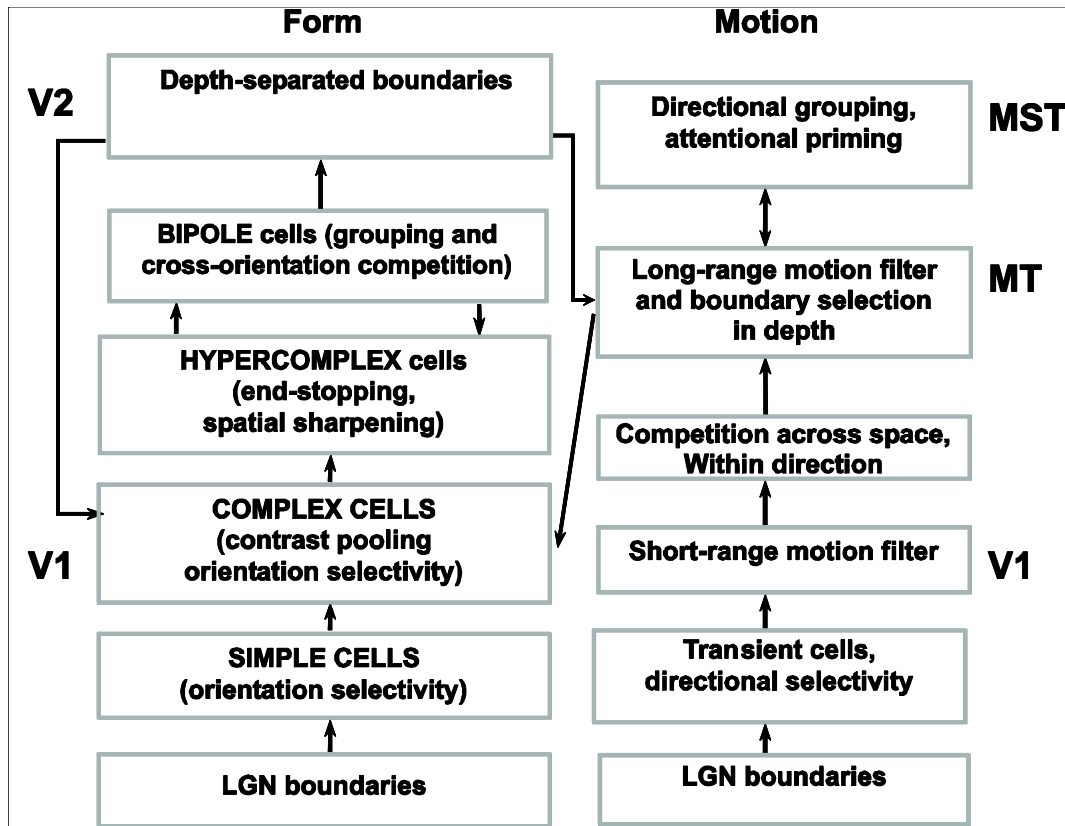 Form
Motion
V2
Depth-separated boundaries
BIPOLE cells (grouping and
cross-orientation competition)
HYPERCOMPLEX cells
(end-stopping,
spatial sharpening)
V1
COMPLEX CELLS
(contrast pooling
orientation selectivity)
SIMPLE CELLS
(orientation selectivity)
LGN boundaries
Directional grouping,
attentional priming
MST
Long-range motion filter
and boundary selection
in depth
MT
Competition across space,
Within direction
Short-range motion filter
V1
Transient cells,
directional selectivity
LGN boundaries